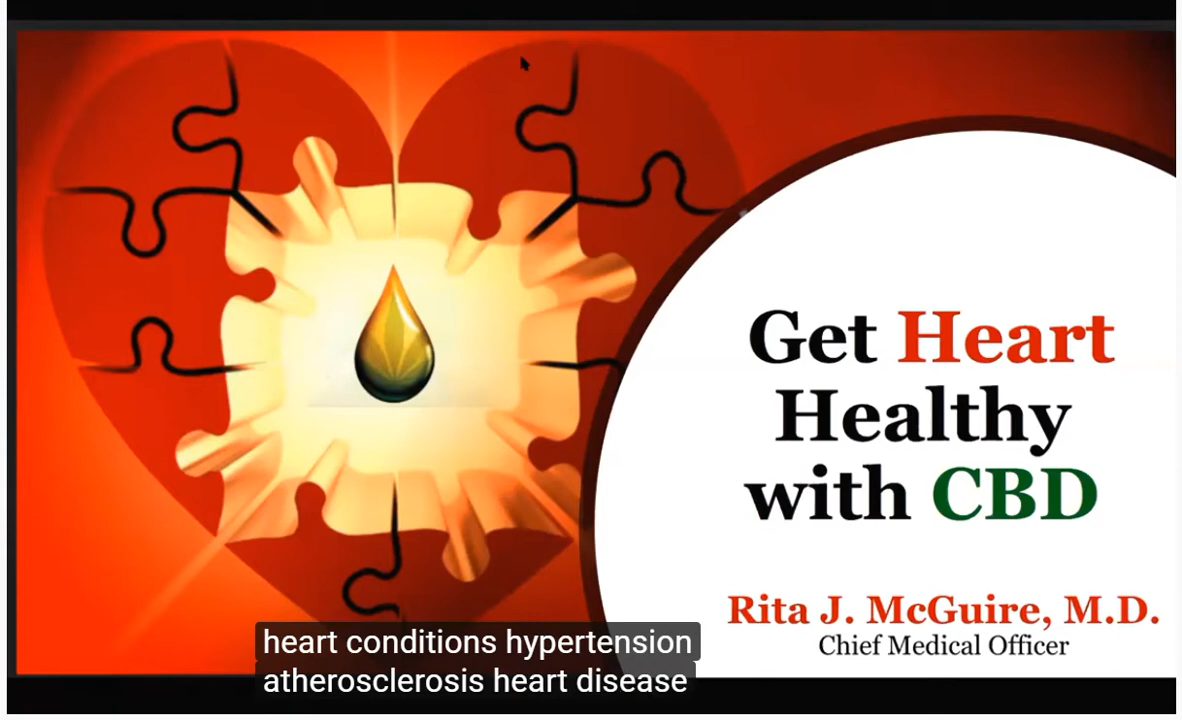 Get Heart
Healthy
with CBD
Rita J. McGuire, M.D.
Chief Medical Officer
heart conditions hypertension
atherosclerosis heart disease